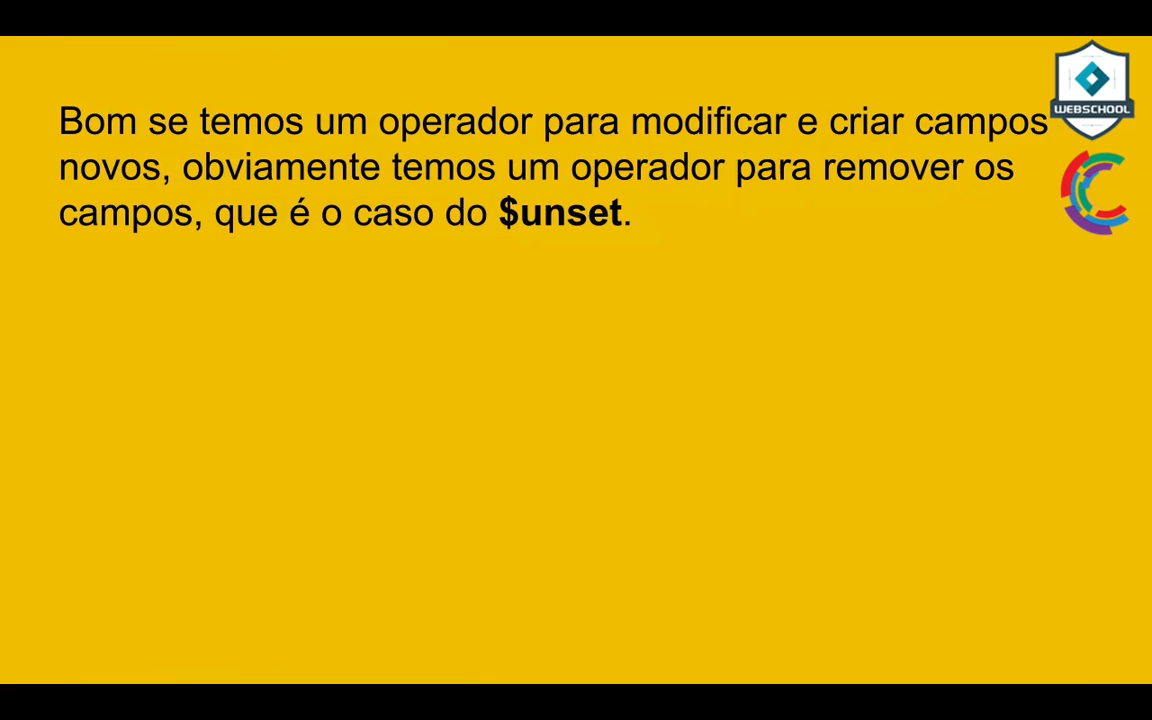 Bom se temos um operador para modificar e criar campos
novos, obviamente temos um operador para remover os
campos, que é o caso do $unset.
WEBSCHOOL